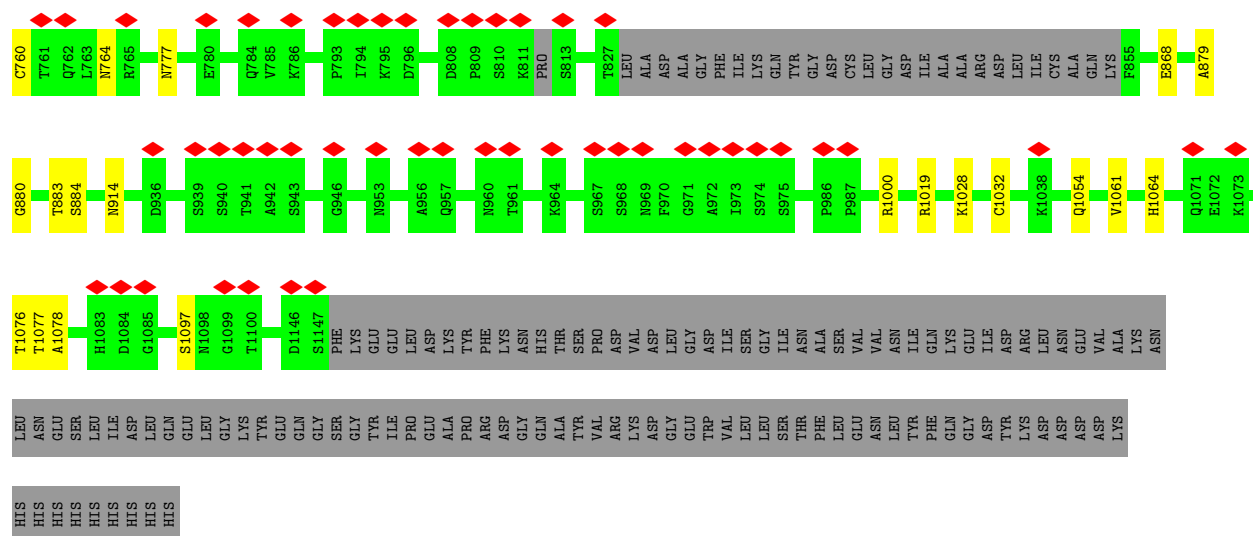 C760 T761 Q762 L763 N764 R765 N777 E780 Q784 V785 K786 P793 I794 K795 D796 D808 P809 S810 K811 PRO S813 T827 LEU ALA ASP ALA GLY PHE ILE LYS GLN TYR GLY ASP CYS LEU GLY ASP ILE ALA ALA ARG ASP LEU ILE CYS ALA GLN LYS F855 E868 A879
G880 T883 S884 N914 D936 S939 S940 T941 A942 S943 G946 N953 A956 Q957 N960 T961 K964 S967 S968 N969 F970 G971 A972 I973 S974 S975 P986 P987 R1000 R1019 K1028 C1032 K1038 Q1054 V1061 H1064 Q1071 E1072 K1073
T1076 T1077 A1078 H1083 D1084 G1085 S1097 N1098 G1099 T1100 D1146 S1147 PHE LYS GLU GLU LEU ASP LYS TYR PHE LYS ASN HIS THR SER PRO ASP VAL ASP LEU GLY ASP ILE SER GLY ILE ASN ALA SER VAL VAL ASN ILE GLN LYS GLU ILE ASP ARG LEU ASN GLU VAL ALA LYS ASN
LEU ASN GLU SER LEU ILE ASP LEU GLN GLU LEU GLY LYS TYR GLU GLN GLY SER GLY TYR ILE PRO GLU ALA PRO ARG ASP GLY GLN ALA TYR VAL ARG LYS ASP GLY GLU TRP VAL LEU LEU SER THR PHE LEU GLU ASN LEU TYR PHE GLN GLY ASP TYR LYS ASP ASP ASP ASP LYS
HIS HIS HIS HIS HIS HIS HIS HIS